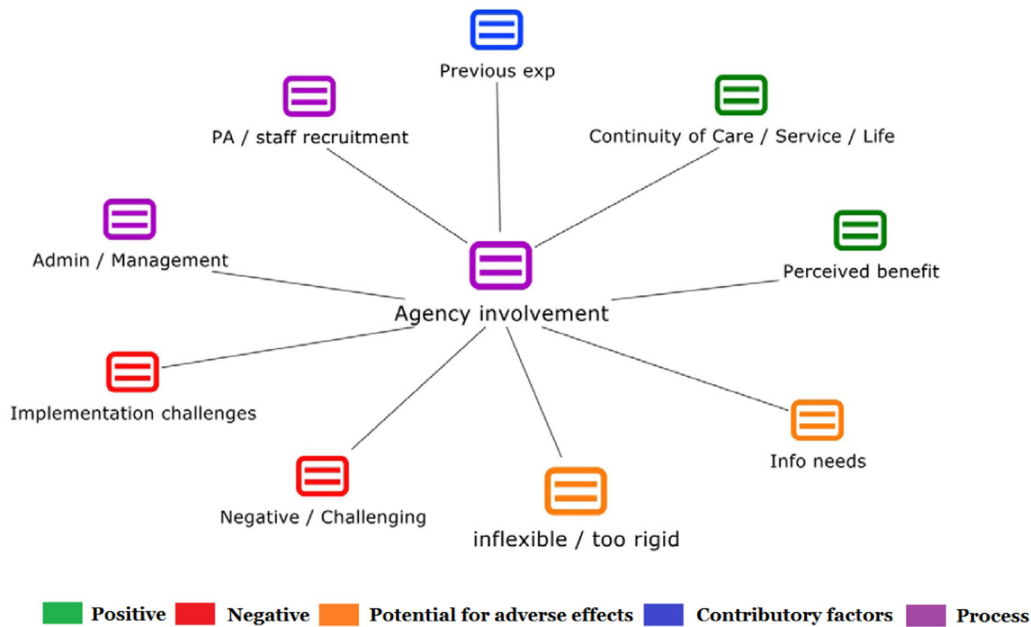 Previous exp
PA / staff recruitment
Continuity of Care / Service / Life
Admin / Management
Perceived benefit
Agency involvement
Implementation challenges
Info needs
Negative / Challenging
inflexible / too rigid
Positive Negative Potential for adverse effects Contributory factors Process